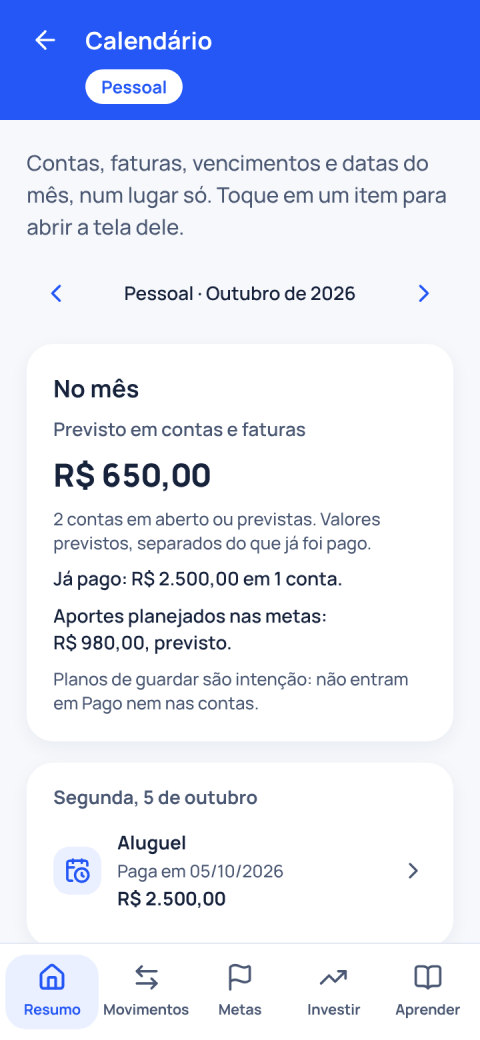 Calendário
Pessoal
Contas, faturas, vencimentos e datas do
mês, num lugar só. Toque em um item para
abrir a tela dele.
Pessoal · Outubro de 2026
No mês
Previsto em contas e faturas
R$ 650,00
2 contas em aberto ou previstas. Valores
previstos, separados do que já foi pago.
Já pago: R$ 2.500,00 em 1 conta.
Aportes planejados nas metas:
R$ 980,00, previsto.
Planos de guardar são intenção: não entram
em Pago nem nas contas.
Segunda, 5 de outubro
Aluguel
Paga em 05/10/2026
R$ 2.500,00
Resumo
Movimentos
Metas
Investir
Aprender